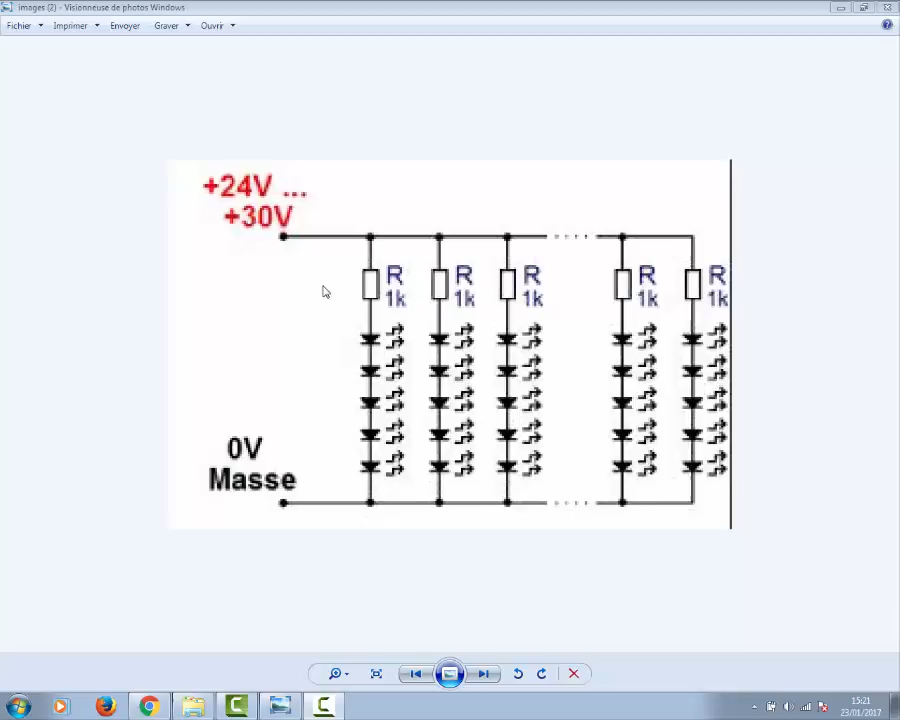 images (2) - Visionneuse de photos Windows
Fichier Imprimer Envoyer Graver Ouvrir
+24V ...
+30V
R R R R R
1k 1k 1k 1k 1k
0V
Masse
15:21
23/01/2017